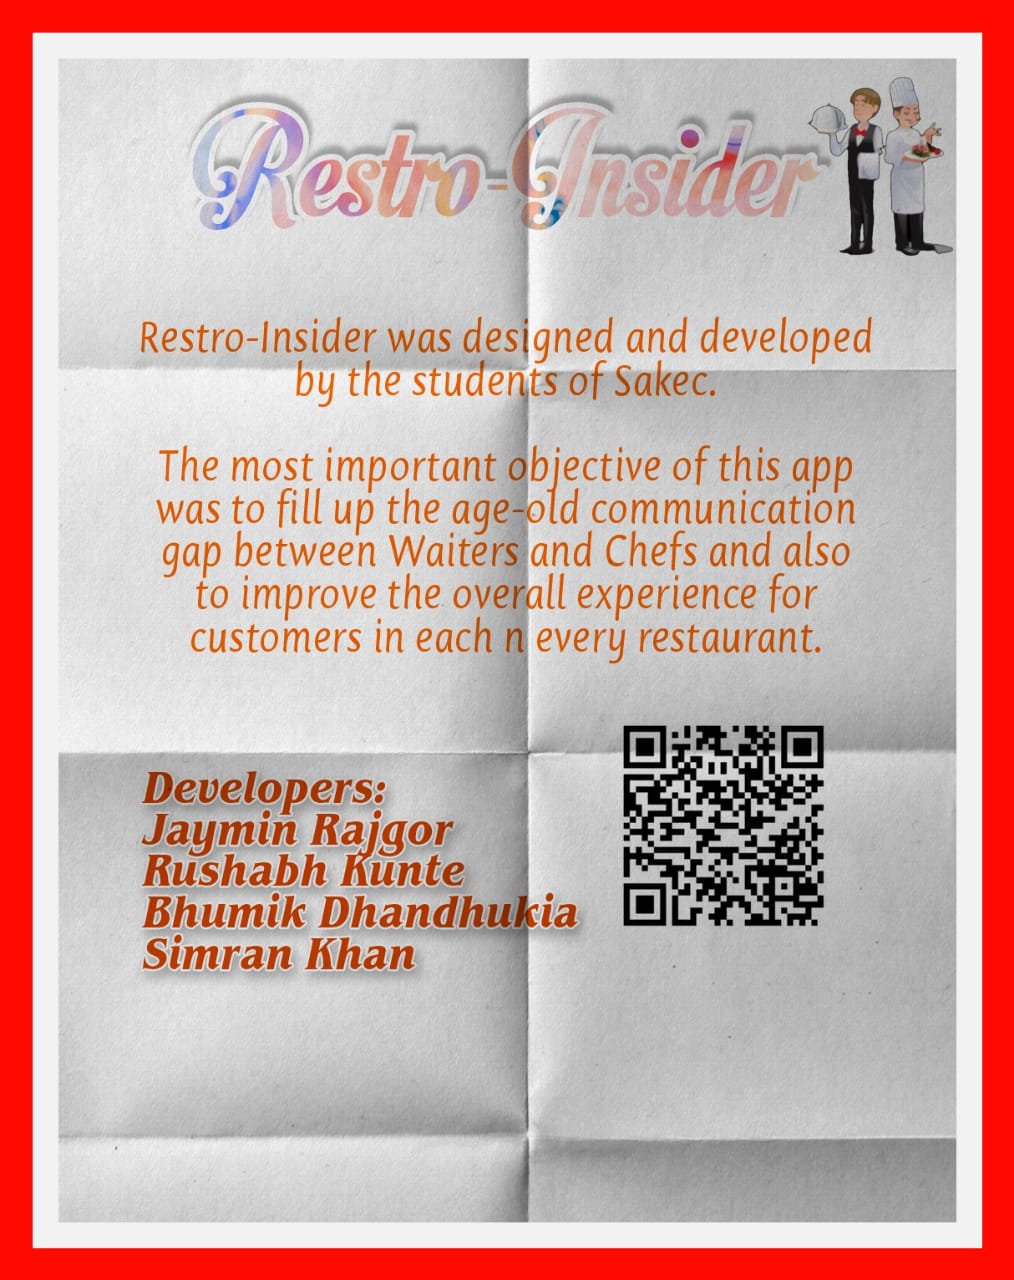 Restro-Insider
Restro-Insider was designed and developed
by the students of Sakec.
The most important objective of this app
was to fill up the age-old communication
gap between Waiters and Chefs and also
to improve the overall experience for
customers in each n every restaurant.
Developers:
Jaymin Rajgor
Rushabh Kunte
Bhumik Dhandhukia
Simran Khan